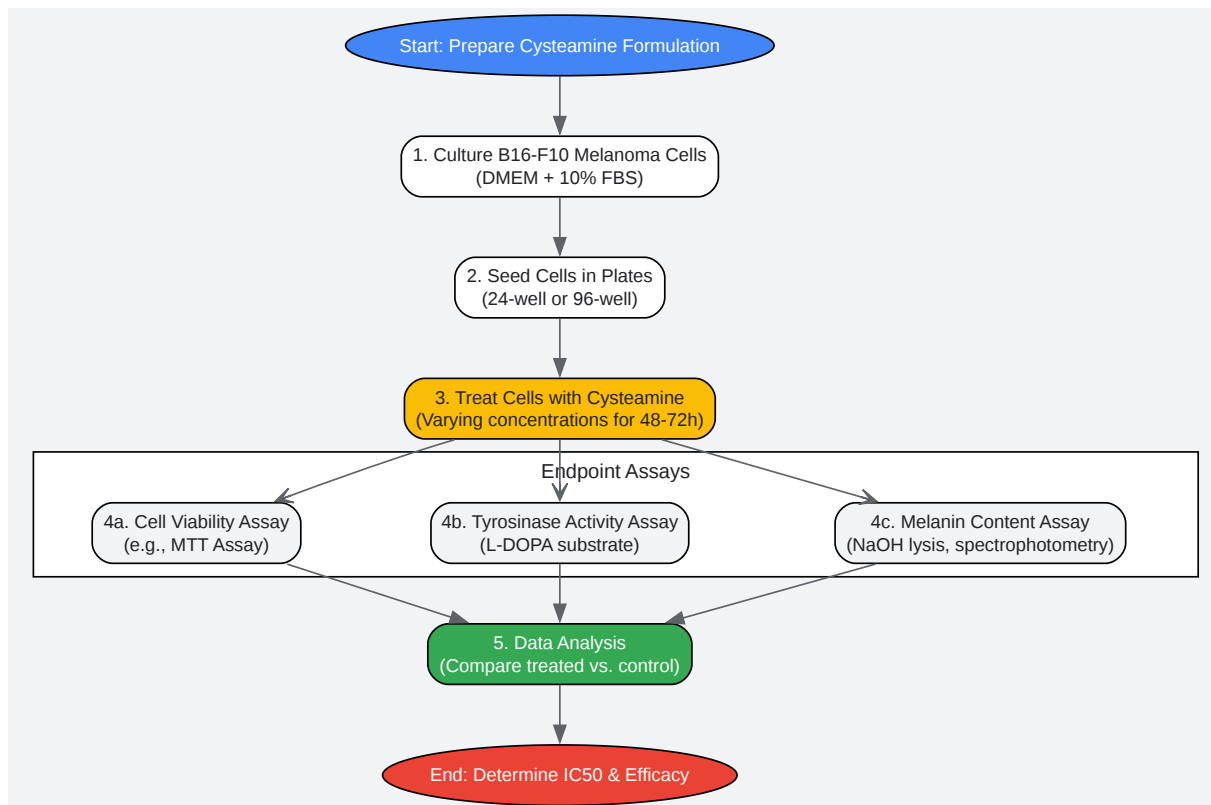 Start: Prepare Cysteamine Formulation
1. Culture B16-F10 Melanoma Cells
(DMEM + 10% FBS)
2. Seed Cells in Plates
(24-well or 96-well)
3. Treat Cells with Cysteamine
(Varying concentrations for 48-72h)
Endpoint Assays
4a. Cell Viability Assay
(e.g., MTT Assay)
4b. Tyrosinase Activity Assay
(L-DOPA substrate)
4c. Melanin Content Assay
(NaOH lysis, spectrophotometry)
5. Data Analysis
(Compare treated vs. control)
End: Determine IC50 & Efficacy